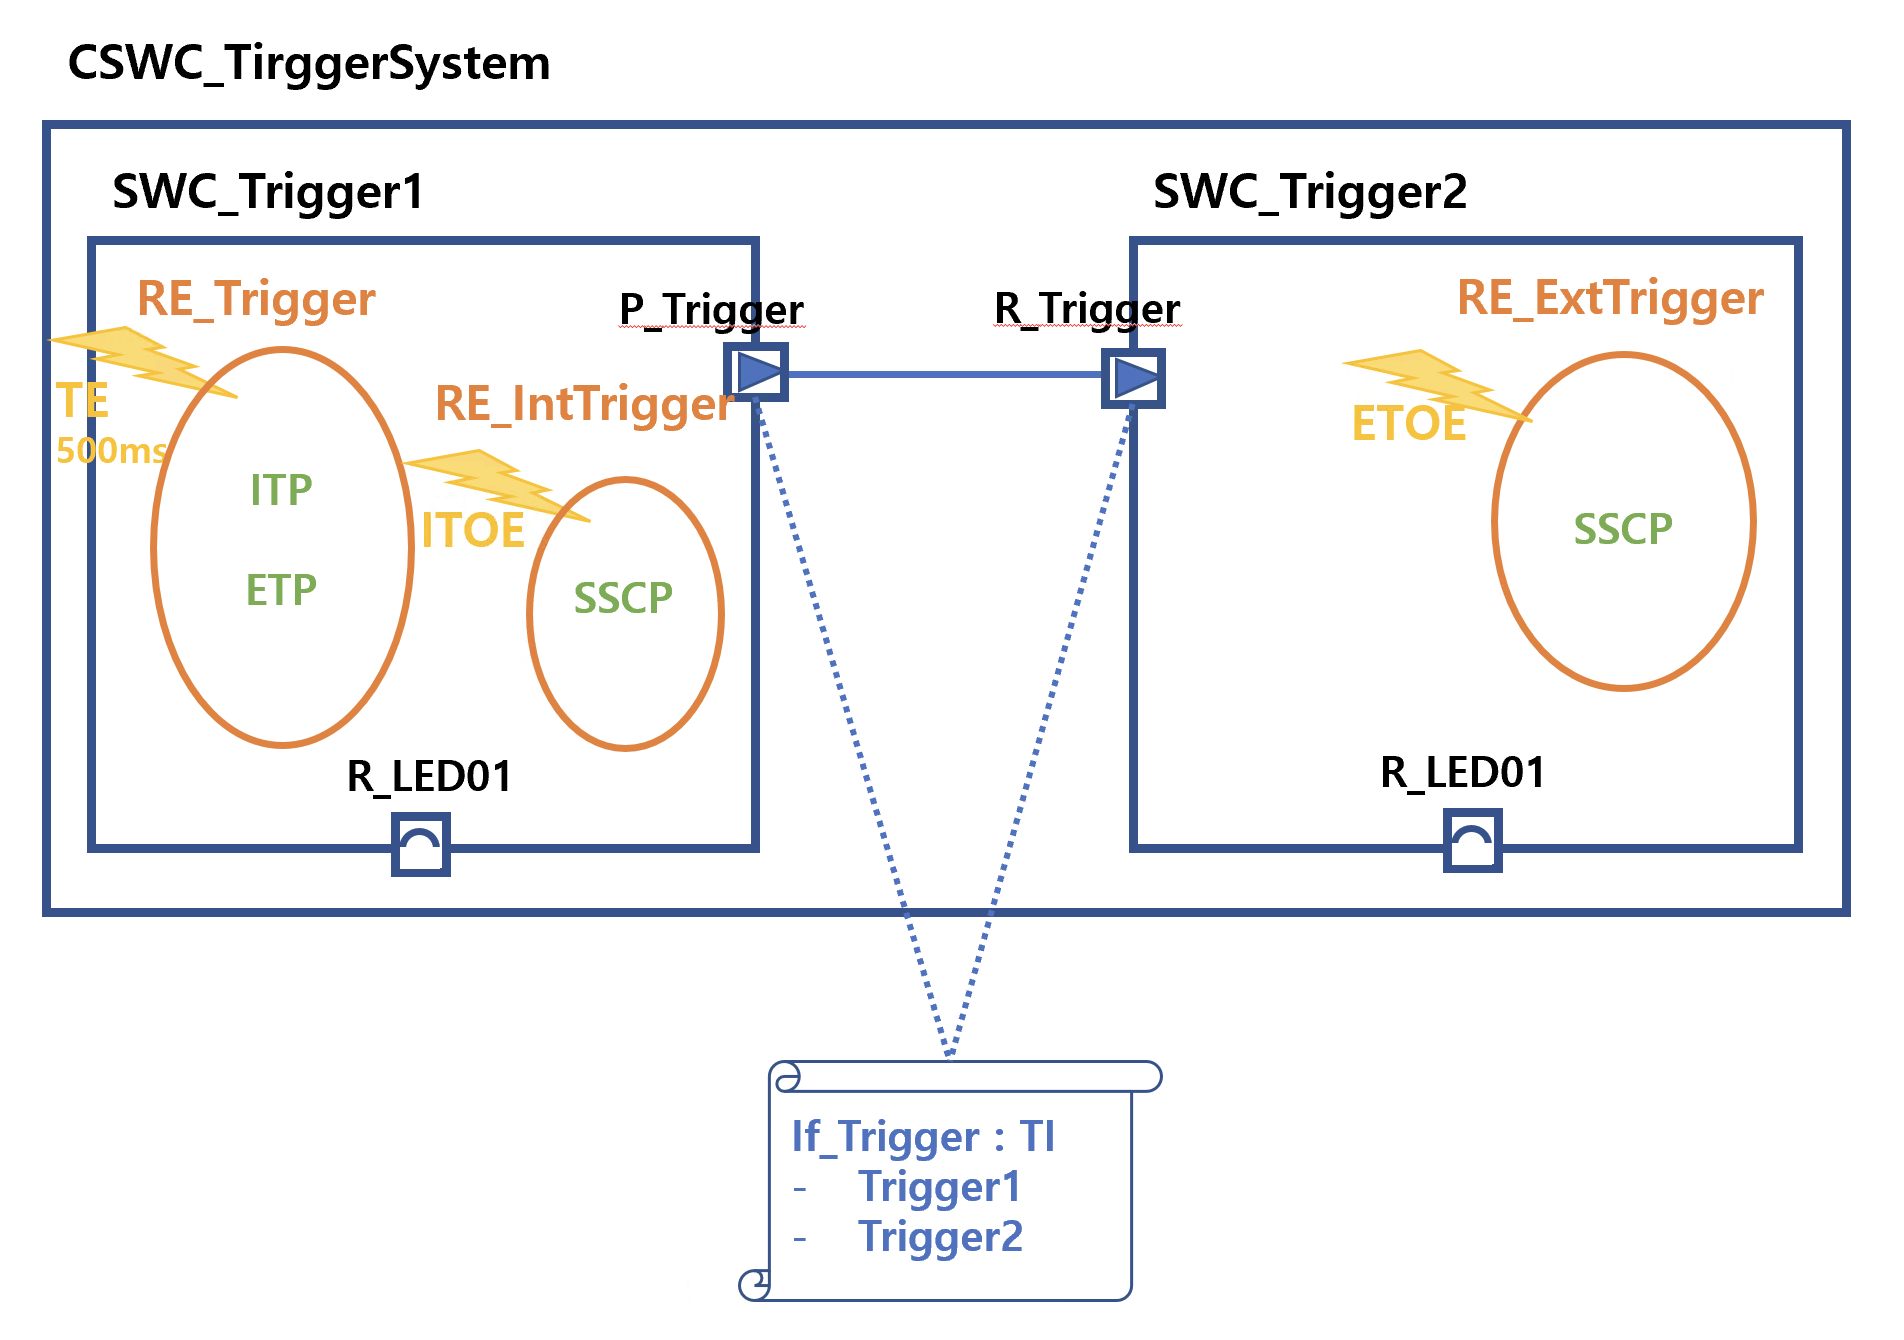 CSWC_TirggerSystem
SWC_Trigger1
SWC_Trigger2
RE_Trigger
P_Trigger
R_Trigger
RE_ExtTrigger
TE
500ms
RE_IntTrigger
ETOE
ITP
ITOE
SSCP
ETP
SSCP
R_LED01
R_LED01
If_Trigger : TI
- Trigger1
- Trigger2